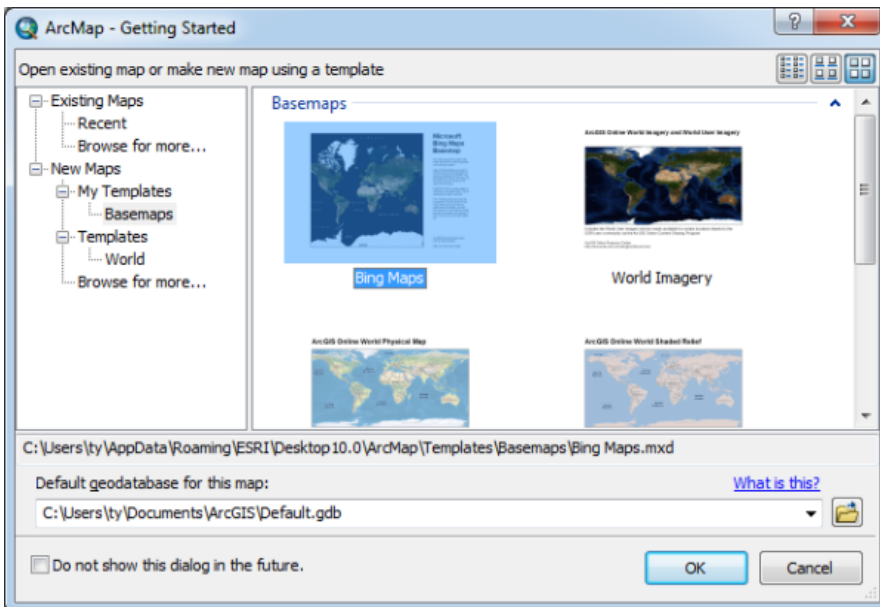 ArcMap - Getting Started
Open existing map or make new map using a template
Existing Maps
Recent
Browse for more...
New Maps
My Templates
Basemaps
Templates
World
Browse for more...
Basemaps
Microsoft
Bing Maps
Basemap
ArcGIS Online World Imagery and World User Imagery
Bing Maps
World Imagery
ArcGIS Online World Physical Map
ArcGIS Online World Shaded Relief
C:\Users\ty\AppData\Roaming\ESRI\Desktop10.0\ArcMap\Templates\Basemaps\Bing Maps.mxd
Default geodatabase for this map:
What is this?
C:\Users\ty\Documents\ArcGIS\Default.gdb
Do not show this dialog in the future.
OK
Cancel